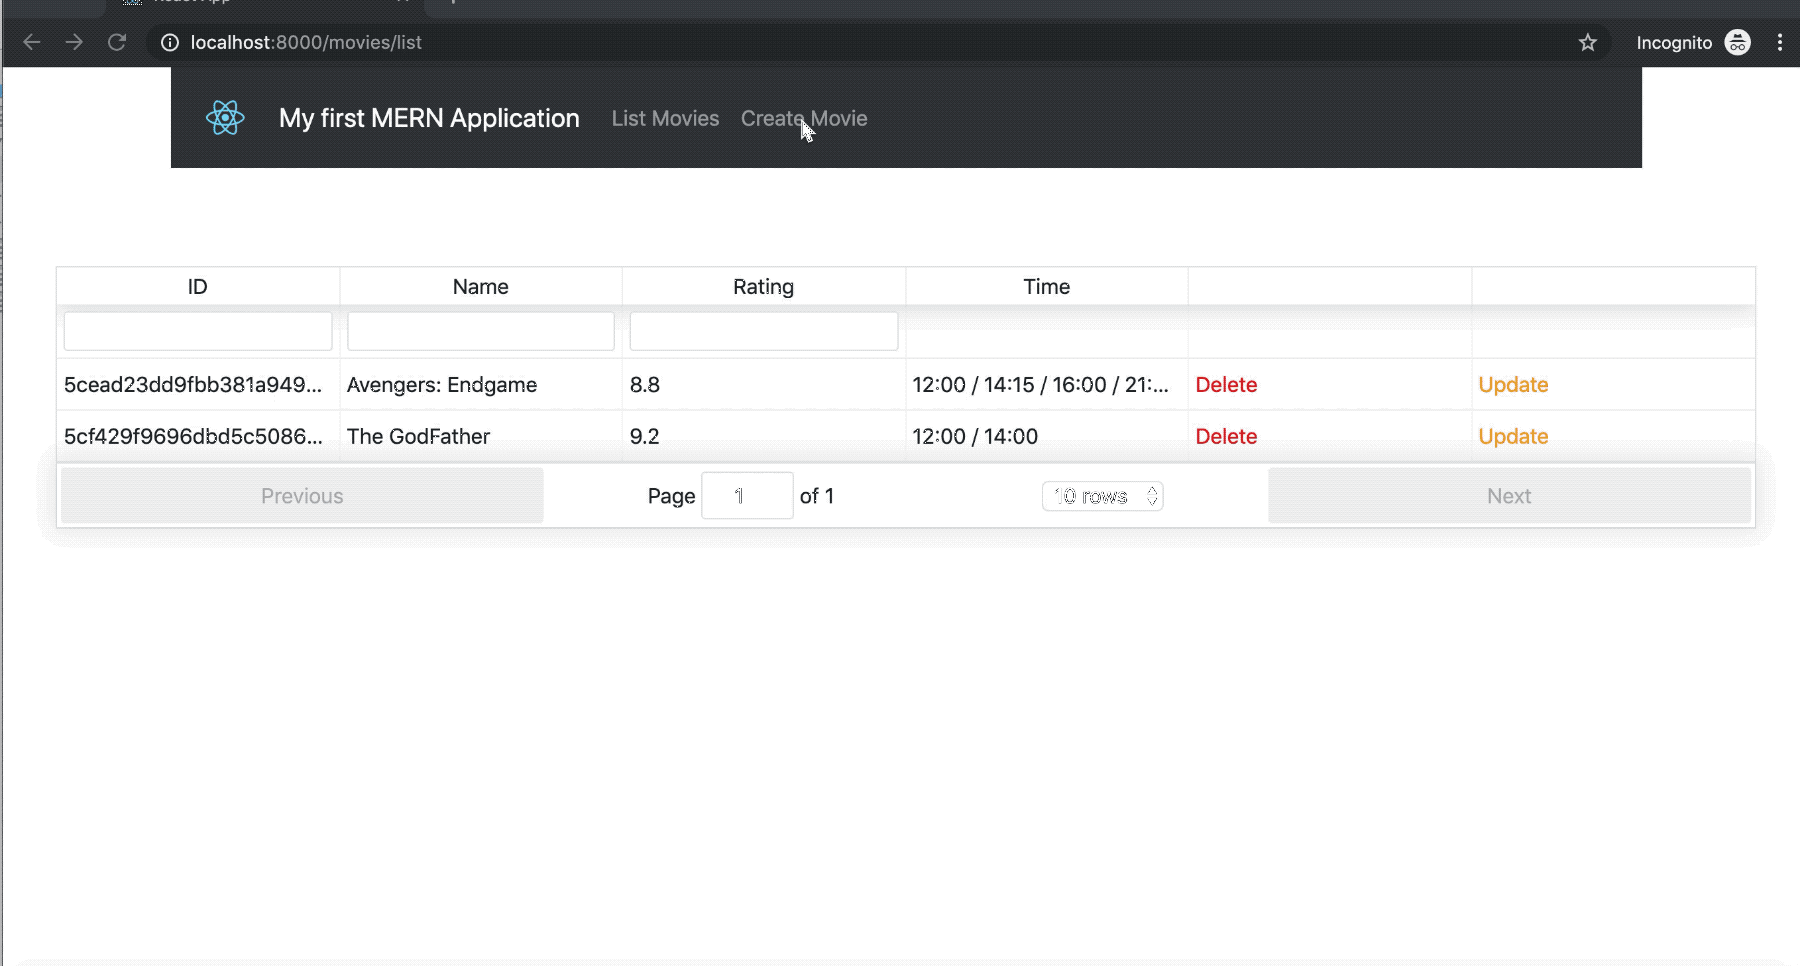 localhost:8000/movies/list
Incognito
My first MERN Application List Movies Create Movie
ID Name Rating Time
5cead23dd9fbb381a949... Avengers: Endgame 8.8 12:00 / 14:15 / 16:00 / 21:... Delete Update
5cf429f9696dbd5c5086... The GodFather 9.2 12:00 / 14:00 Delete Update
Previous Page 1 of 1 10 rows Next